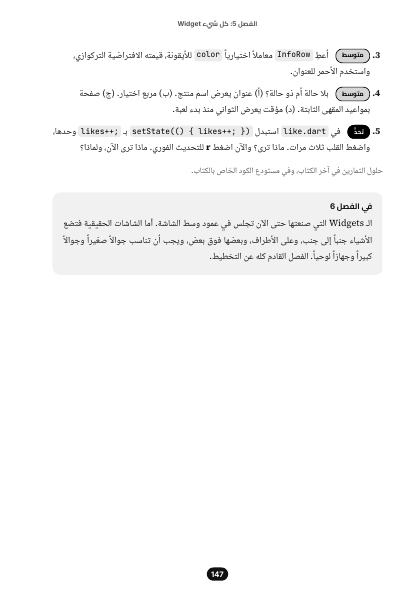 الفصل 5: كل شيء Widget
3. متوسط أعطِ InfoRow معاملاً اختيارياً color للأيقونة، قيمته الافتراضية التركوازي،
واستخدم الأحمر للعنوان.
4. متوسط بلا حالة أم ذو حالة؟ (أ) عنوان يعرض اسم منتج. (ب) مربع اختيار. (ج) صفحة
بمواعيد المقهى الثابتة. (د) مؤقت يعرض الثواني منذ بدء لعبة.
5. تحدٍّ في like.dart استبدل setState(() { likes++; }) بـ likes++; وحدها،
واضغط القلب ثلاث مرات. ماذا ترى؟ والآن اضغط r للتحديث الفوري. ماذا ترى الآن، ولماذا؟
حلول التمارين في آخر الكتاب، وفي مستودع الكود الخاص بالكتاب.
في الفصل 6
الـ Widgets التي صنعتها حتى الآن تجلس في عمود وسط الشاشة. أما الشاشات الحقيقية فتضع
الأشياء جنباً إلى جنب، وعلى الأطراف، وبعضها فوق بعض، ويجب أن تناسب جوالاً صغيراً وجوالاً
كبيراً وجهازاً لوحياً. الفصل القادم كله عن التخطيط.
147